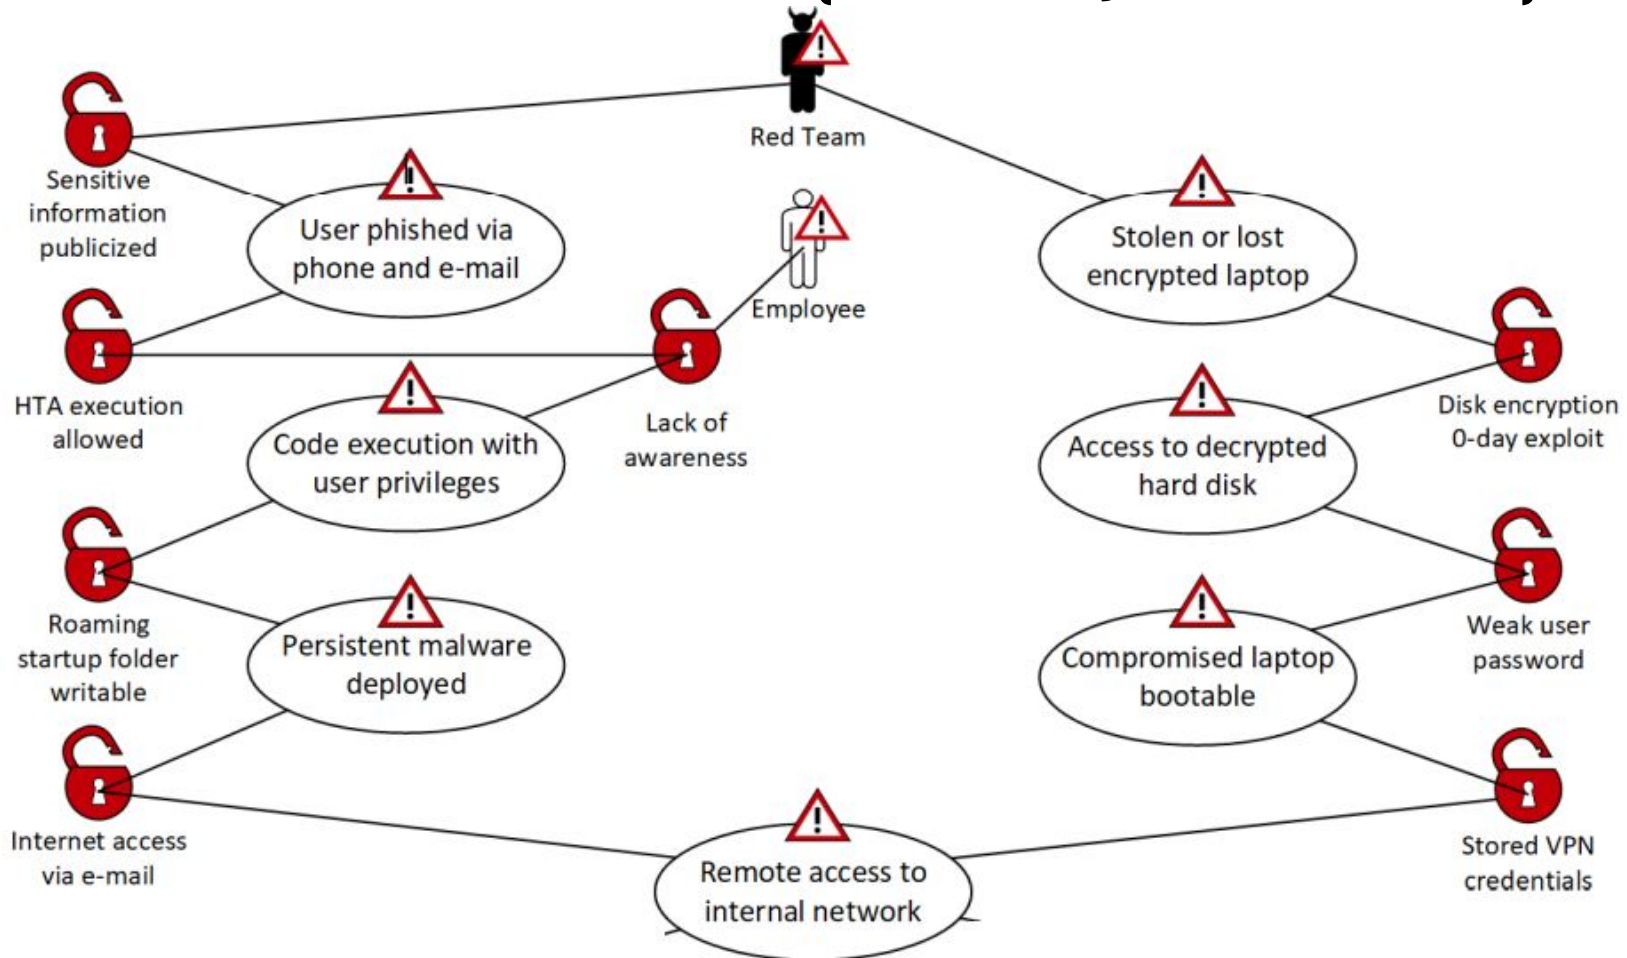 Red Team
Sensitive
information
publicized
User phished via
phone and e-mail
Employee
Stolen or lost
encrypted laptop
HTA execution
allowed
Lack of
awareness
Disk encryption
0-day exploit
Code execution with
user privileges
Access to decrypted
hard disk
Roaming
startup folder
writable
Weak user
password
Persistent malware
deployed
Compromised laptop
bootable
Internet access
via e-mail
Stored VPN
credentials
Remote access to
internal network